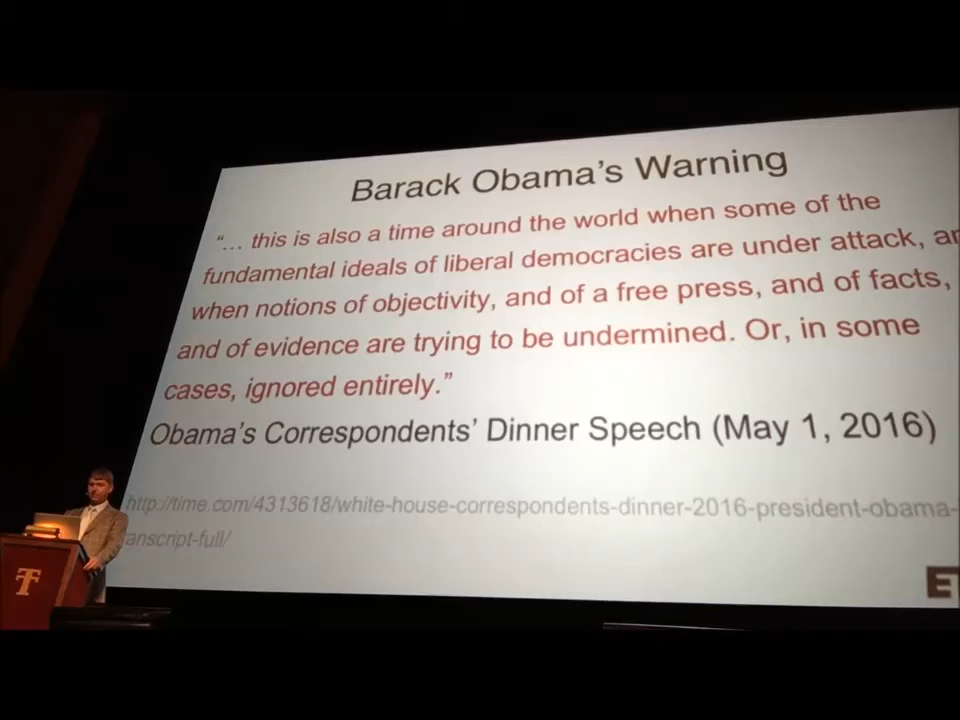 Barack Obama's Warning
"... this is also a time around the world when some of the
fundamental ideals of liberal democracies are under attack, an
when notions of objectivity, and of a free press, and of facts,
and of evidence are trying to be undermined. Or, in some
cases, ignored entirely."
Obama's Correspondents' Dinner Speech (May 1, 2016)
http://time.com/4313618/white-house-correspondents-dinner-2016-president-obama-
anscript-full/
E